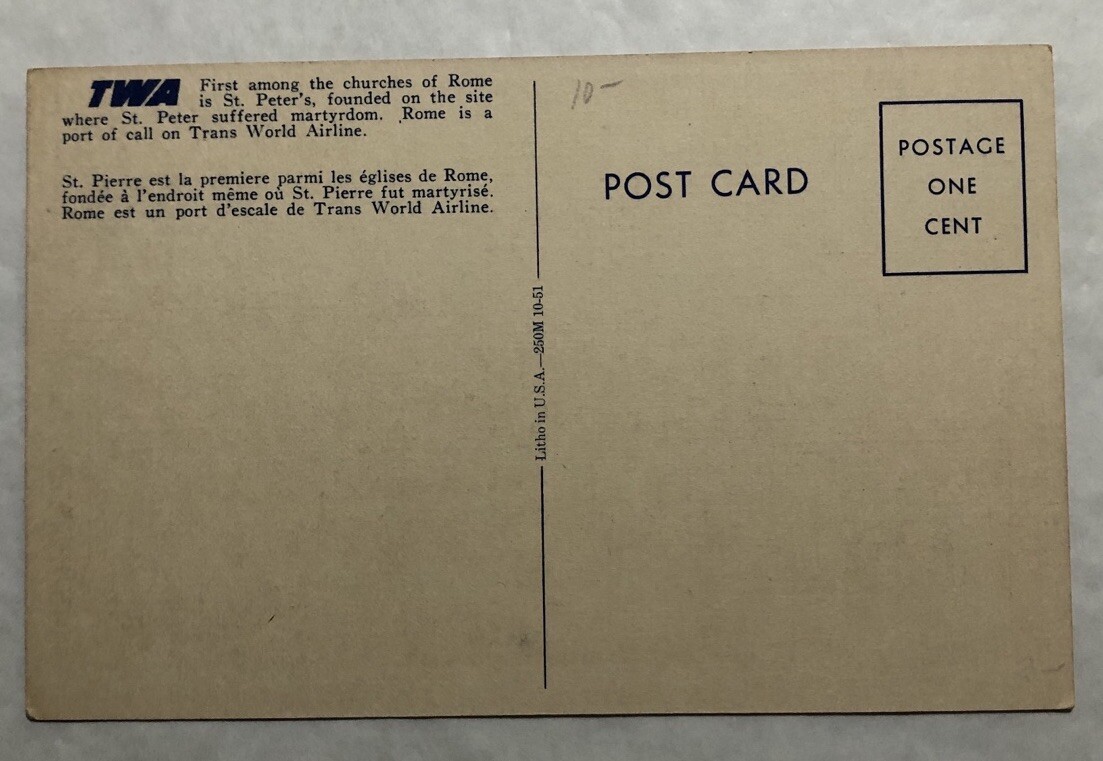 TWA First among the churches of Rome
is St. Peter's, founded on the site
where St. Peter suffered martyrdom. Rome is a
port of call on Trans World Airline.
St. Pierre est la premiere parmi les églises de Rome,
fondée à l'endroit même où St. Pierre fut martyrisé.
Rome est un port d'escale de Trans World Airline.
Litho in U.S.A.—250M 10-51
10-
POST CARD
POSTAGE
ONE
CENT